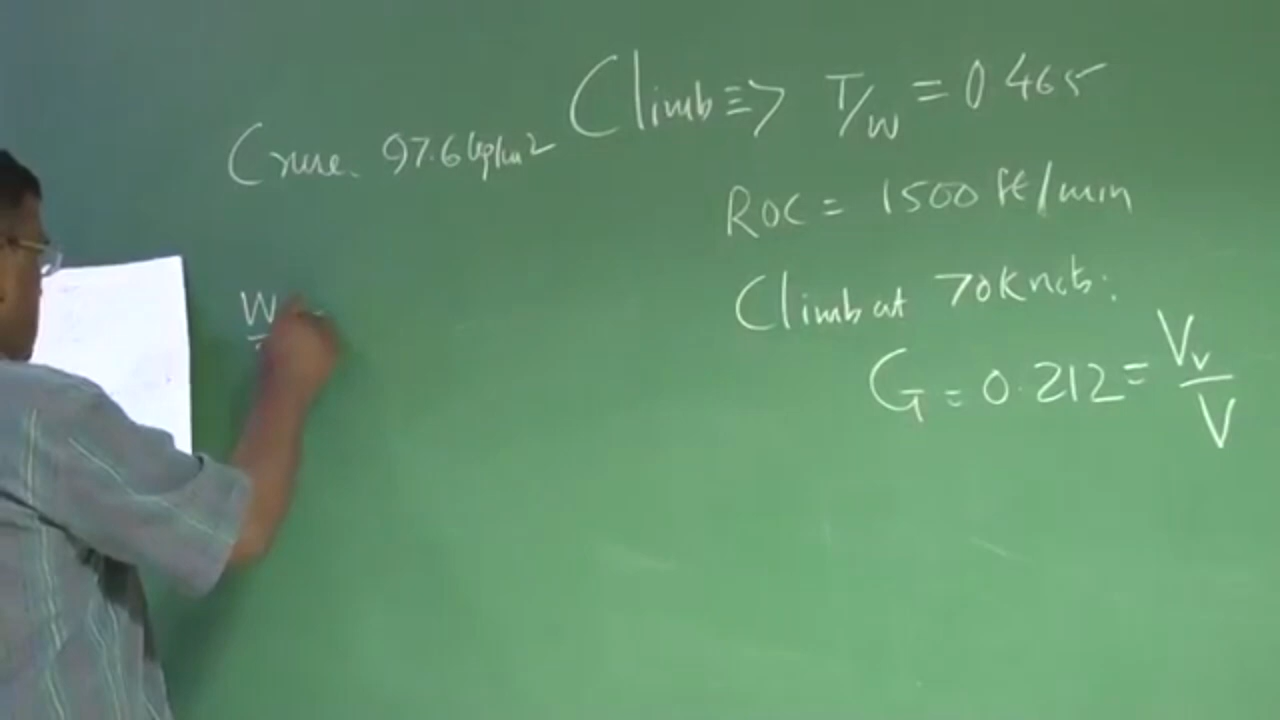 Climb ≡> T/W = 0.465
Cruse. 97.6 kg/m2
ROC = 1500 ft/min
Climb at 70 Knots:
W
G = 0.212 = Vv/V